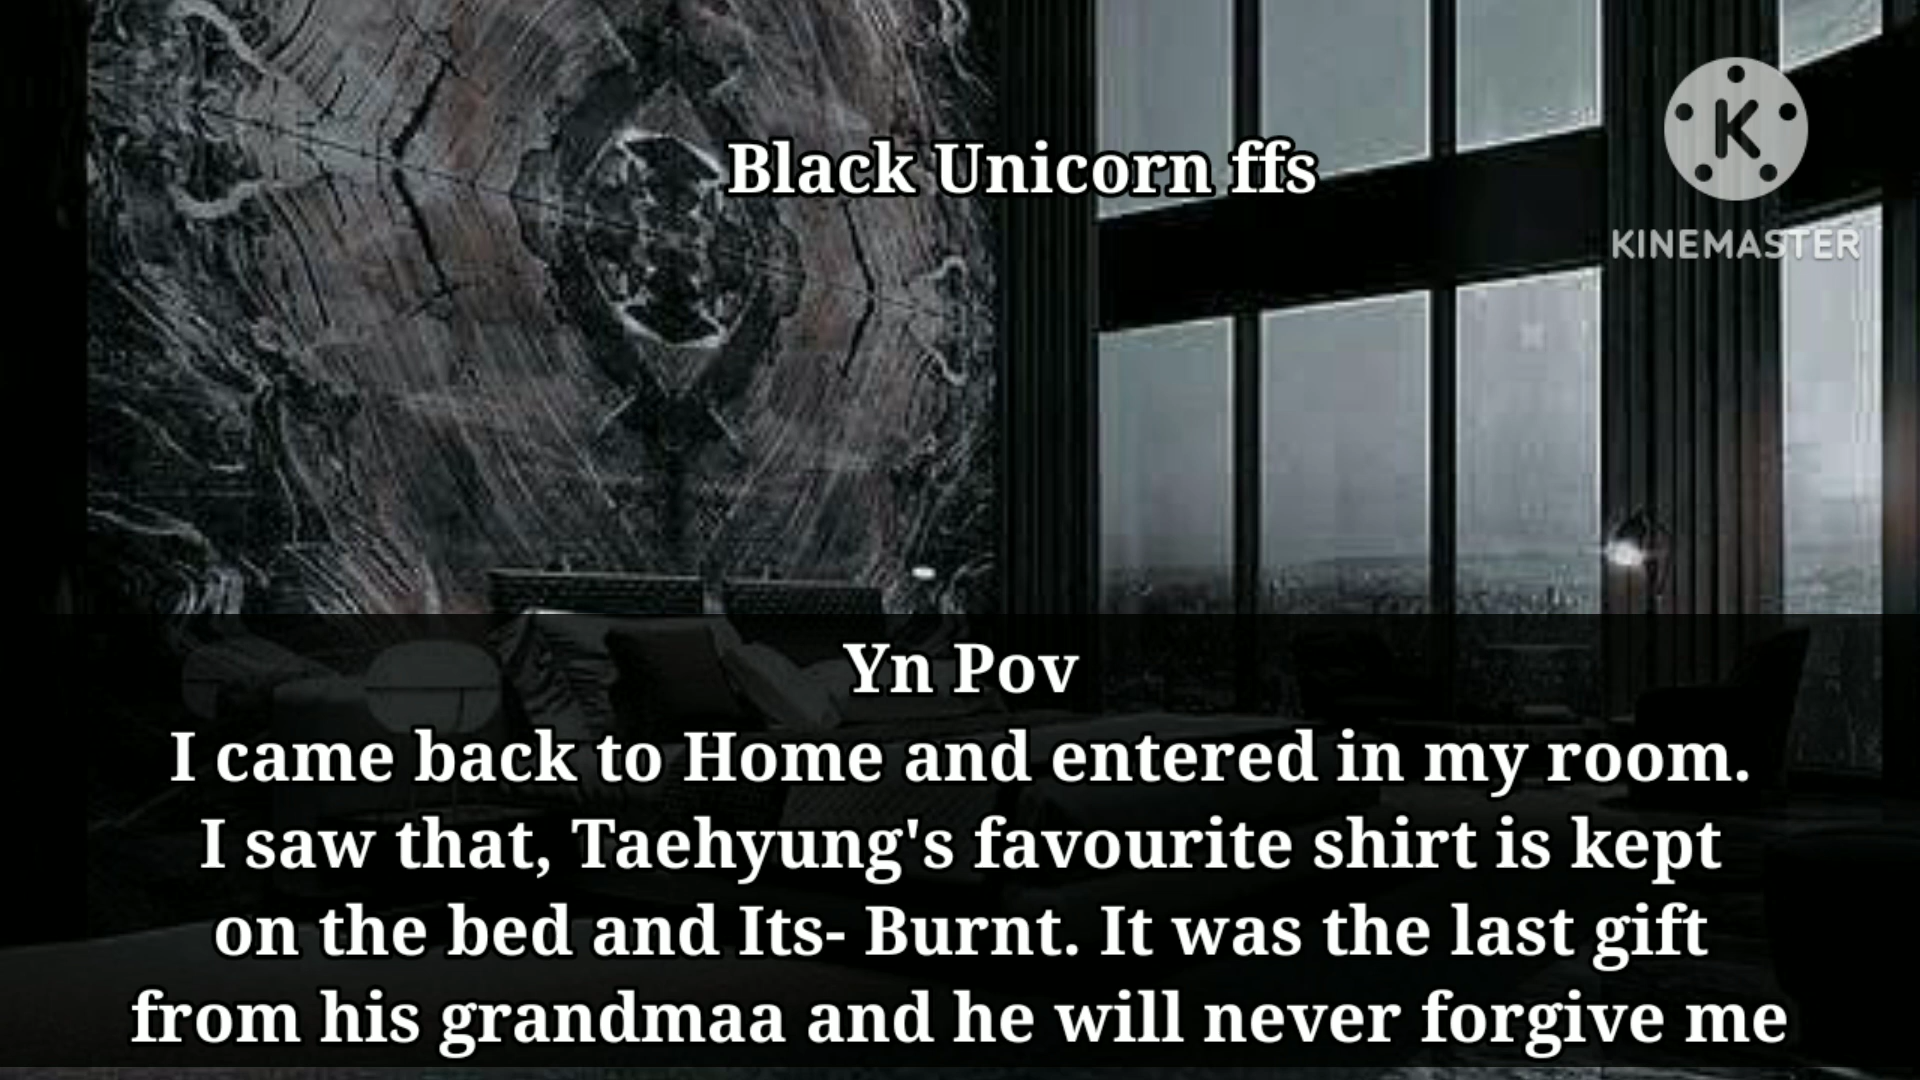 Black Unicorn ffs
K
KINEMASTER
Yn Pov
I came back to Home and entered in my room.
I saw that, Taehyung's favourite shirt is kept
on the bed and Its- Burnt. It was the last gift
from his grandmaa and he will never forgive me